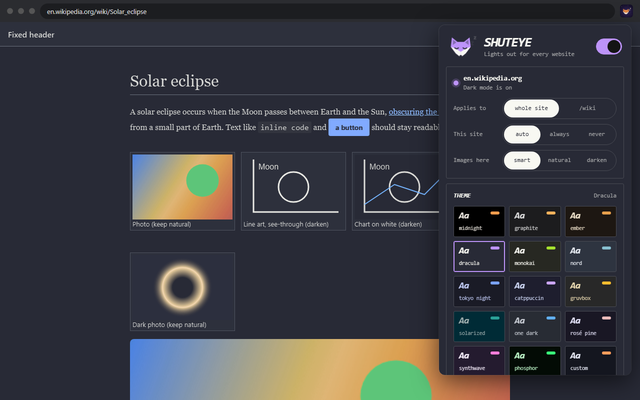 en.wikipedia.org/wiki/Solar_eclipse
Fixed header
Solar eclipse
A solar eclipse occurs when the Moon passes between Earth and the Sun, obscuring the
from a small part of Earth. Text like inline code and a button should stay readabl
Photo (keep natural)
Moon
Line art, see-through (darken)
Moon
Chart on white (darken)
Dark photo (keep natural)
SHUTEYE
Lights out for every website
en.wikipedia.org
Dark mode is on
Applies to whole site /wiki
This site auto always never
Images here smart natural darken
THEME Dracula
Aa Aa Aa
midnight graphite ember
Aa Aa Aa
dracula monokai nord
Aa Aa Aa
tokyo night catppuccin gruvbox
Aa Aa Aa
solarized one dark rosé pine
Aa Aa Aa
synthwave phosphor custom